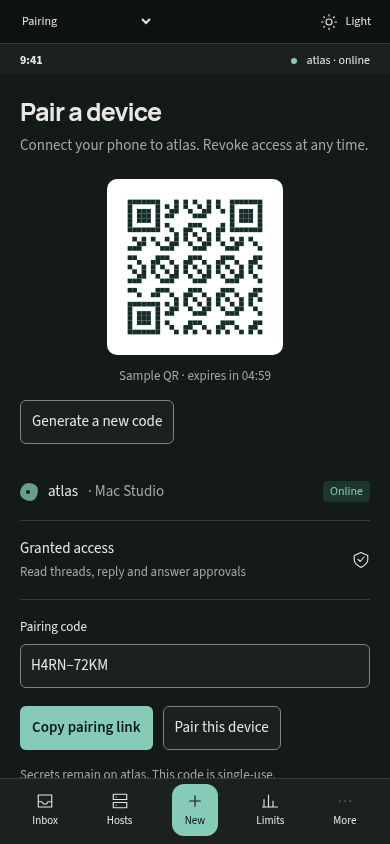 Pairing
Light
9:41
atlas · online
Pair a device
Connect your phone to atlas. Revoke access at any time.
Sample QR · expires in 04:59
Generate a new code
atlas · Mac Studio
Online
Granted access
Read threads, reply and answer approvals
Pairing code
H4RN–72KM
Copy pairing link
Pair this device
Secrets remain on atlas. This code is single-use.
Inbox
Hosts
New
Limits
More